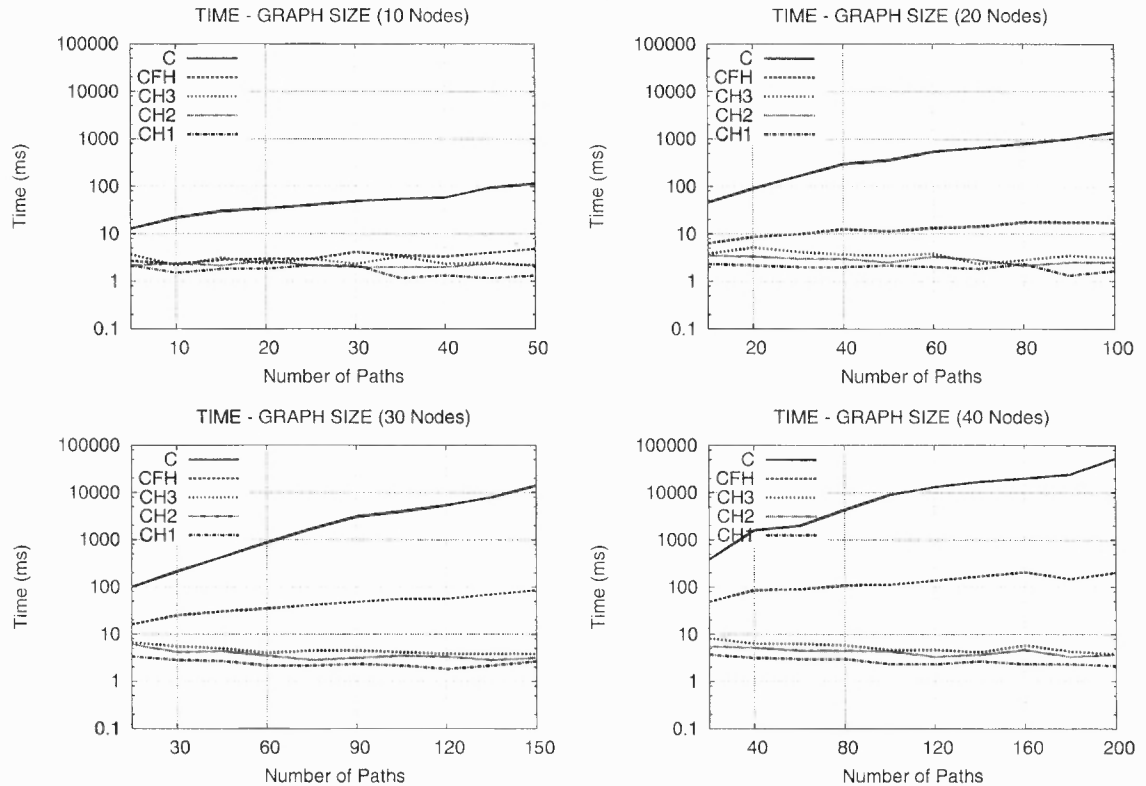 TIME - GRAPH SIZE (10 Nodes)
100000
10000
1000
100
10
1
0.1
Time (ms)
C
CFH
CH3
CH2
CH1
10 20 30 40 50
Number of Paths
TIME - GRAPH SIZE (20 Nodes)
100000
10000
1000
100
10
1
0.1
Time (ms)
C
CFH
CH3
CH2
CH1
20 40 60 80 100
Number of Paths
TIME - GRAPH SIZE (30 Nodes)
100000
10000
1000
100
10
1
0.1
Time (ms)
C
CFH
CH3
CH2
CH1
30 60 90 120 150
Number of Paths
TIME - GRAPH SIZE (40 Nodes)
100000
10000
1000
100
10
1
0.1
Time (ms)
C
CFH
CH3
CH2
CH1
40 80 120 160 200
Number of Paths